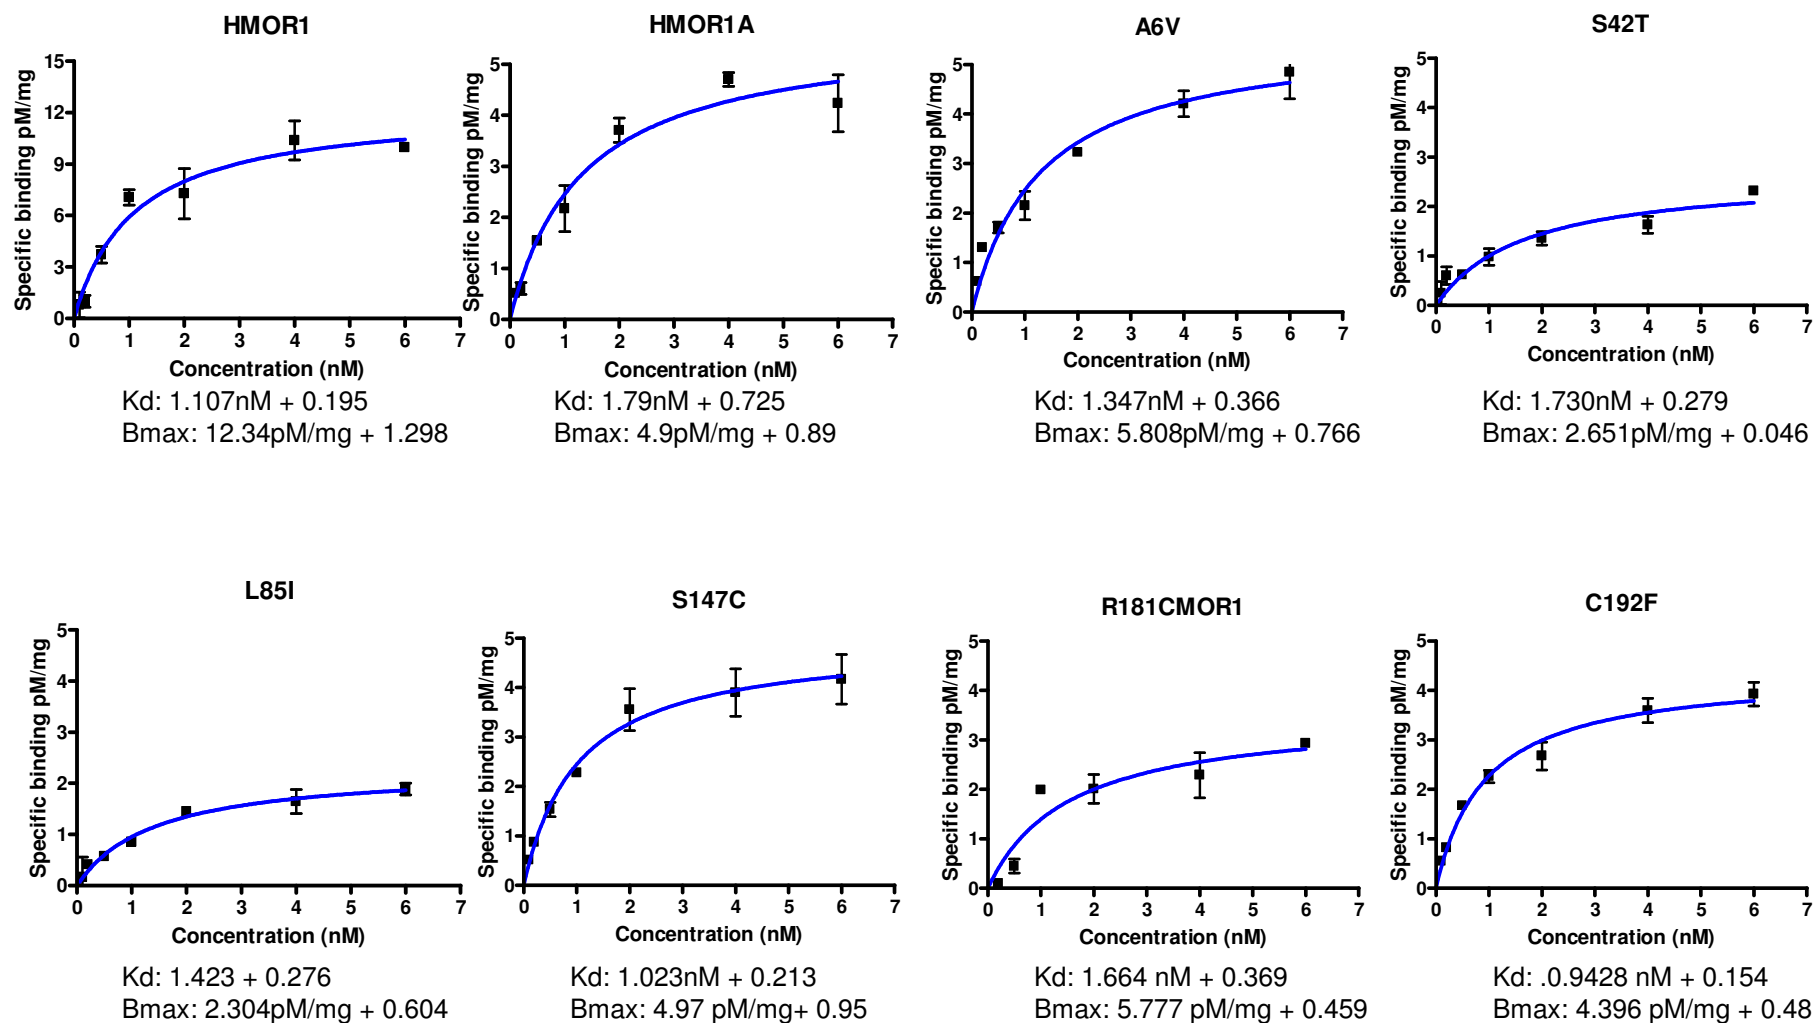 HMOR1
Specific binding pM/mg
15
12
9
6
3
0
0 1 2 3 4 5 6 7
Concentration (nM)
Kd: 1.107nM + 0.195
Bmax: 12.34pM/mg + 1.298
HMOR1A
Specific binding pM/mg
5
4
3
2
1
0
0 1 2 3 4 5 6 7
Concentration (nM)
Kd: 1.79nM + 0.725
Bmax: 4.9pM/mg + 0.89
A6V
Specific binding pM/mg
5
4
3
2
1
0
0 1 2 3 4 5 6 7
Concentration (nM)
Kd: 1.347nM + 0.366
Bmax: 5.808pM/mg + 0.766
S42T
Specific binding pM/mg
5
4
3
2
1
0
0 1 2 3 4 5 6 7
Concentration (nM)
Kd: 1.730nM + 0.279
Bmax: 2.651pM/mg + 0.046
L85I
Specific binding pM/mg
5
4
3
2
1
0
0 1 2 3 4 5 6 7
Concentration (nM)
Kd: 1.423 + 0.276
Bmax: 2.304pM/mg + 0.604
S147C
Specific binding pM/mg
5
4
3
2
1
0
0 1 2 3 4 5 6 7
Concentration (nM)
Kd: 1.023nM + 0.213
Bmax: 4.97 pM/mg+ 0.95
R181CMOR1
Specific binding pM/mg
5
4
3
2
1
0
0 1 2 3 4 5 6 7
Concentration (nM)
Kd: 1.664 nM + 0.369
Bmax: 5.777 pM/mg + 0.459
C192F
Specific binding pM/mg
5
4
3
2
1
0
0 1 2 3 4 5 6 7
Concentration (nM)
Kd: .0.9428 nM + 0.154
Bmax: 4.396 pM/mg + 0.48